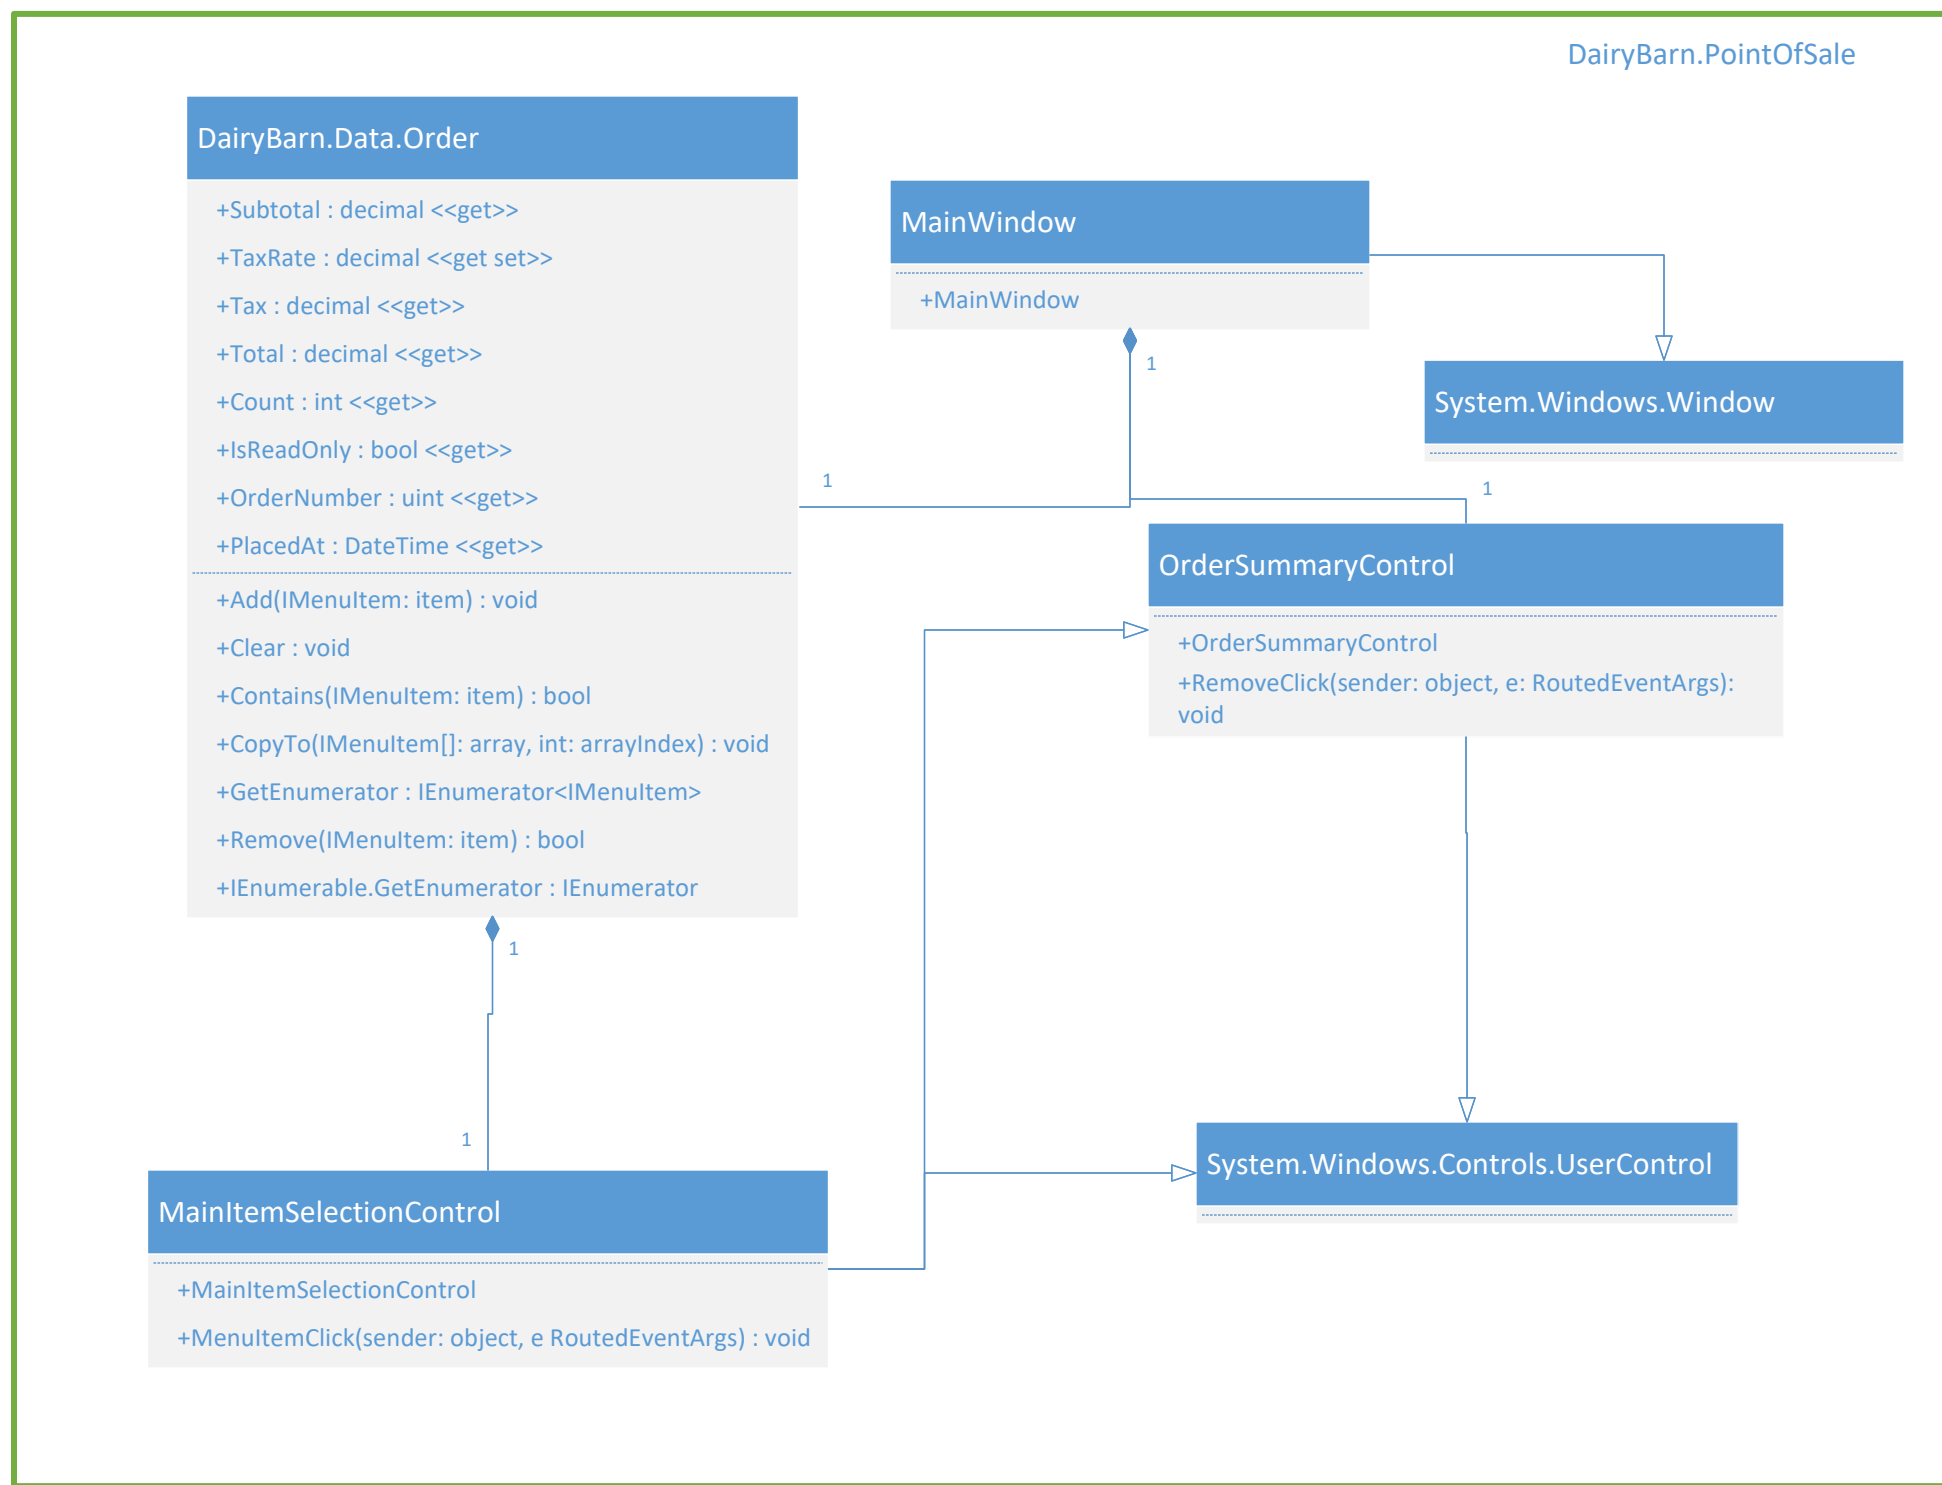 DairyBarn.PointOfSale
DairyBarn.Data.Order
+Subtotal : decimal <<get>>
+TaxRate : decimal <<get set>>
+Tax : decimal <<get>>
+Total : decimal <<get>>
+Count : int <<get>>
+IsReadOnly : bool <<get>>
+OrderNumber : uint <<get>>
+PlacedAt : DateTime <<get>>
+Add(IMenuItem: item) : void
+Clear : void
+Contains(IMenuItem: item) : bool
+CopyTo(IMenuItem[]: array, int: arrayIndex) : void
+GetEnumerator : IEnumerator<IMenuItem>
+Remove(IMenuItem: item) : bool
+IEnumerable.GetEnumerator : IEnumerator
MainWindow
+MainWindow
1
System.Windows.Window
1
1
OrderSummaryControl
+OrderSummaryControl
+RemoveClick(sender: object, e: RoutedEventArgs):
void
1
1
System.Windows.Controls.UserControl
MainItemSelectionControl
+MainItemSelectionControl
+MenuItemClick(sender: object, e RoutedEventArgs) : void